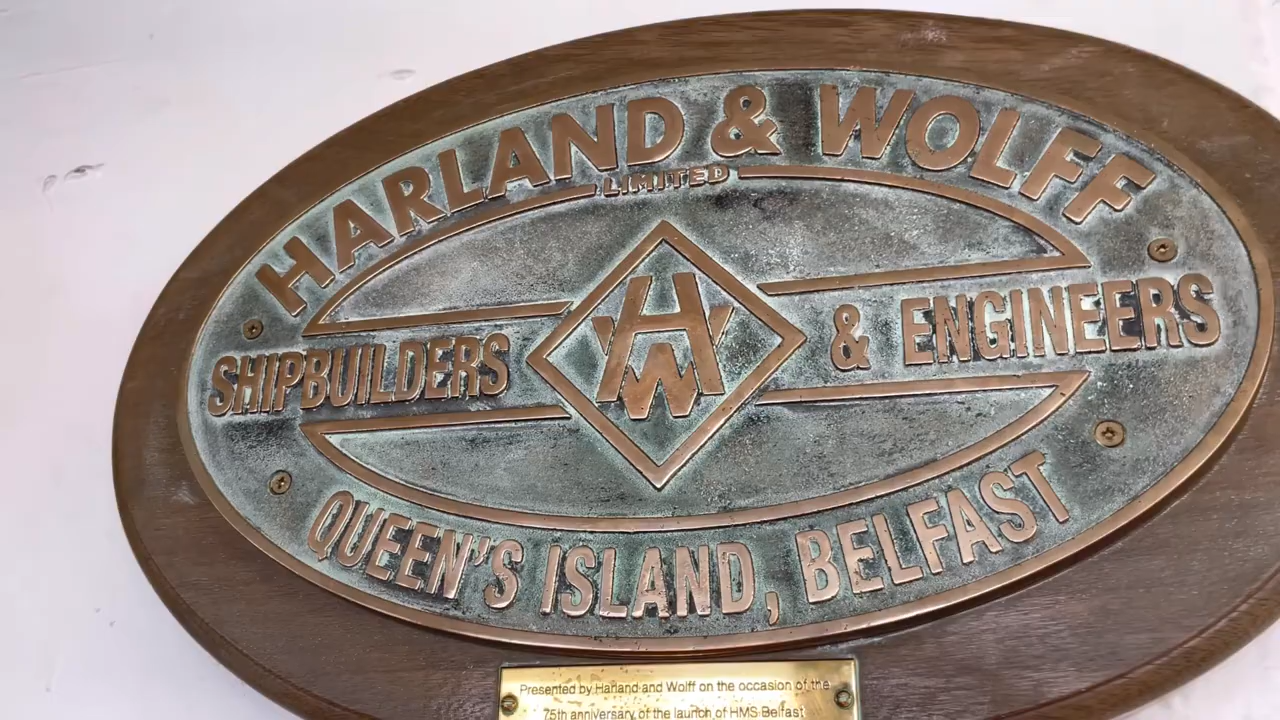 HARLAND & WOLFF
LIMITED
HW
SHIPBUILDERS & ENGINEERS
QUEEN'S ISLAND, BELFAST
Presented by Harland and Wolff on the occasion of the
75th anniversary of the launch of HMS Belfast